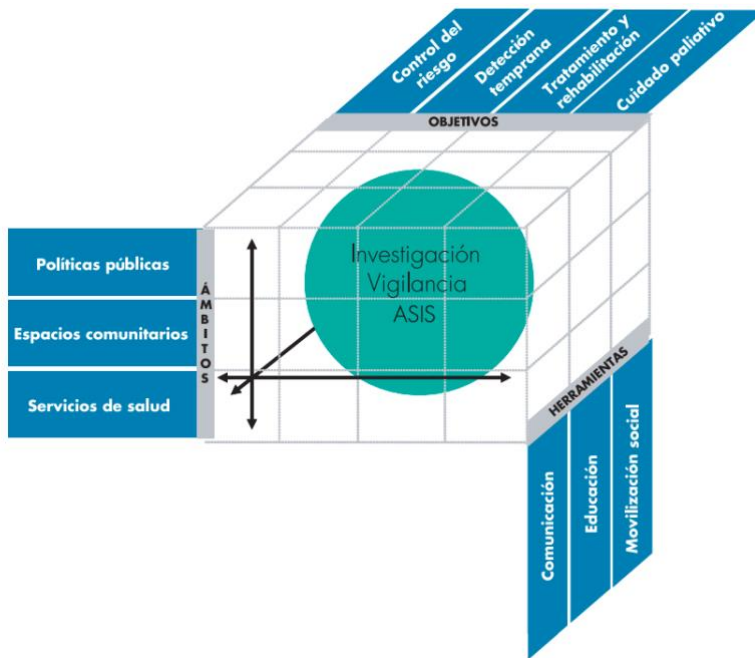 Control del
riesgo
Detección
temprana
Tratamiento y
rehabilitación
Cuidado paliativo
OBJETIVOS
Políticas públicas
Espacios comunitarios
Servicios de salud
ÁMBITOS
Investigación
Vigilancia
ASIS
HERRAMIENTAS
Comunicación
Educación
Movilización social